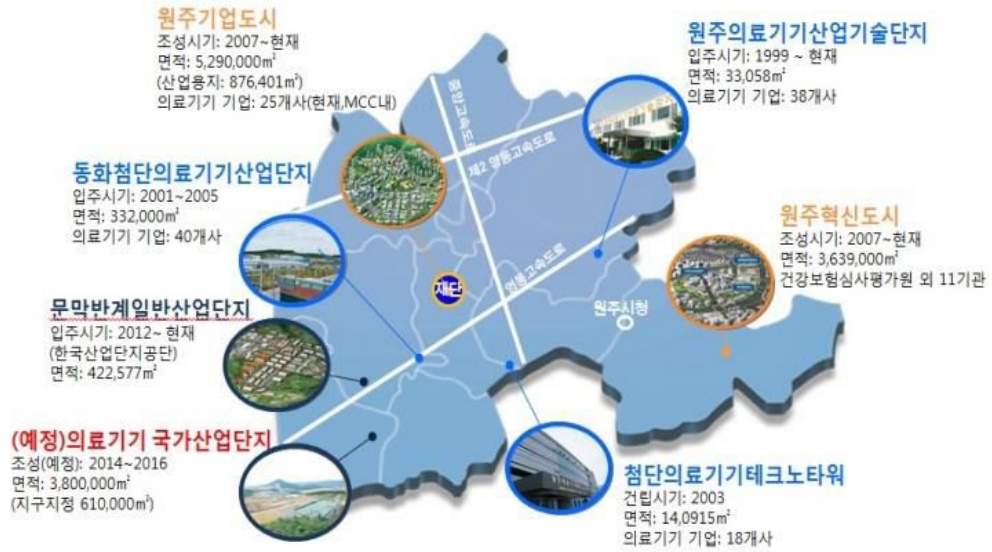 원주기업도시
조성시기: 2007~현재
면적: 5,290,000㎡
(산업용지: 876,401㎡)
의료기기 기업: 25개사(현재,MCC내)
원주의료기기산업기술단지
입주시기: 1999 ~ 현재
면적: 33,058㎡
의료기기 기업: 38개사
중앙고속도로
제2 영동고속도로
동화첨단의료기기산업단지
입주시기: 2001~2005
면적: 332,000㎡
의료기기 기업: 40개사
원주혁신도시
조성시기: 2007~현재
면적: 3,639,000㎡
건강보험심사평가원 외 11기관
영동고속도로
재단
원주시청
문막반계일반산업단지
입주시기: 2012~ 현재
(한국산업단지공단)
면적: 422,577㎡
(예정)의료기기 국가산업단지
조성(예정): 2014~2016
면적: 3,800,000㎡
(지구지정 610,000㎡)
첨단의료기기테크노타워
건립시기: 2003
면적: 14,0915㎡
의료기기 기업: 18개사